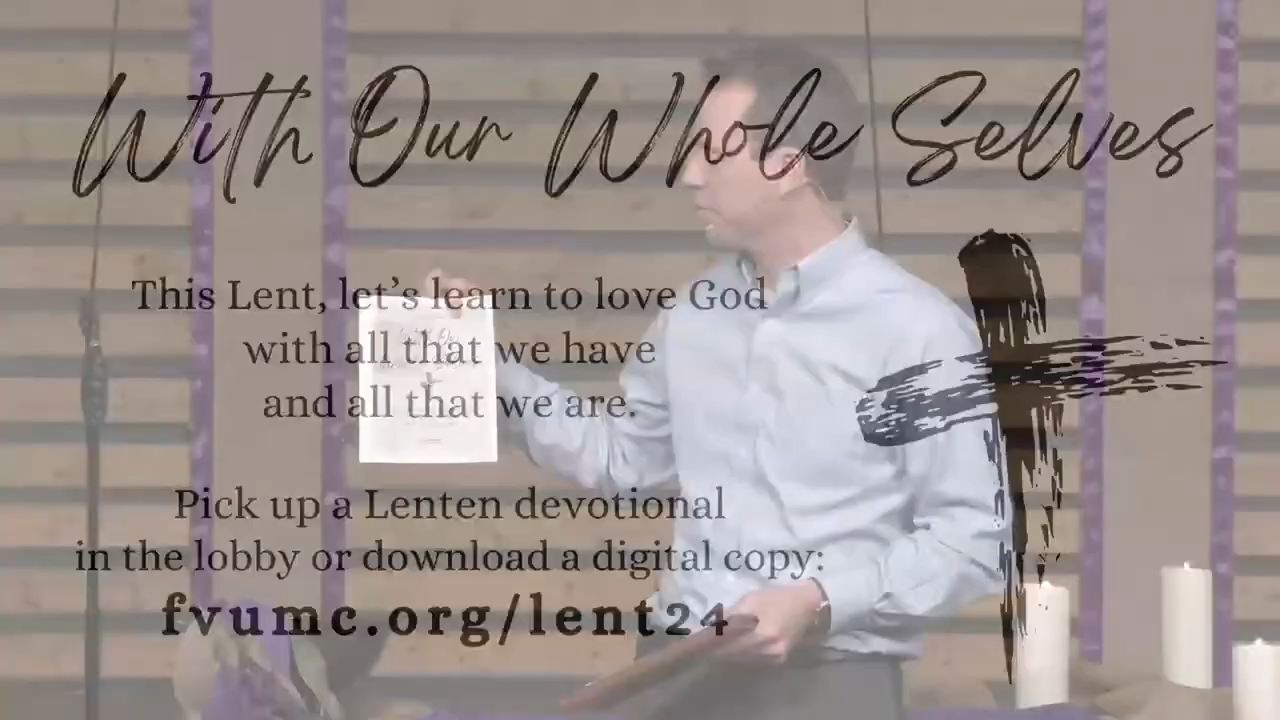 With Our Whole Selves
This Lent, let's learn to love God
with all that we have
and all that we are.
Pick up a Lenten devotional
in the lobby or download a digital copy:
fvumc.org/lent24